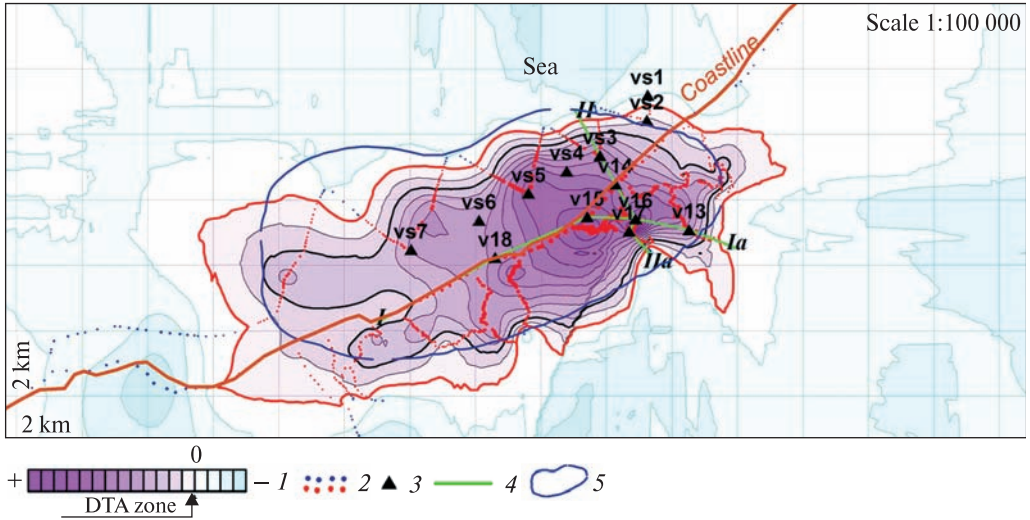 Scale 1:100 000
Sea
Coastline
vs1
vs2
II
vs3
vs4
v14
vs5
v15
v16
vs6
v13
vs7
v18
Ia
IIa
I
2 km
2 km
0
+
– 1
2
3
4
5
DTA zone